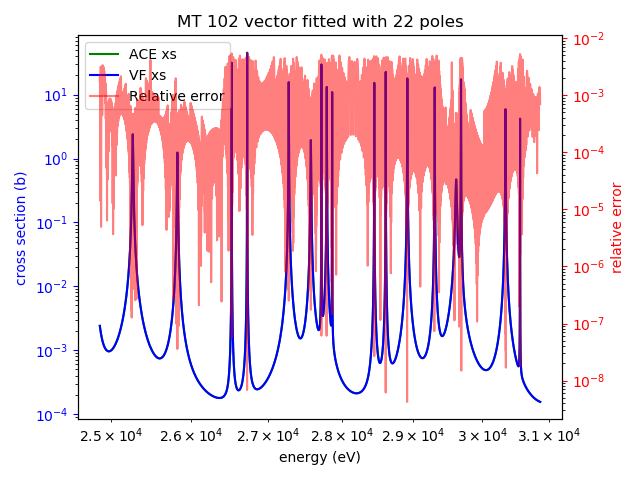 MT 102 vector fitted with 22 poles
ACE xs
VF xs
Relative error
cross section (b)
10¹
10⁰
10⁻¹
10⁻²
10⁻³
10⁻⁴
10⁻²
10⁻³
10⁻⁴
10⁻⁵
10⁻⁶
10⁻⁷
10⁻⁸
relative error
2.5 × 10⁴ 2.6 × 10⁴ 2.7 × 10⁴ 2.8 × 10⁴ 2.9 × 10⁴ 3 × 10⁴ 3.1 × 10⁴
energy (eV)